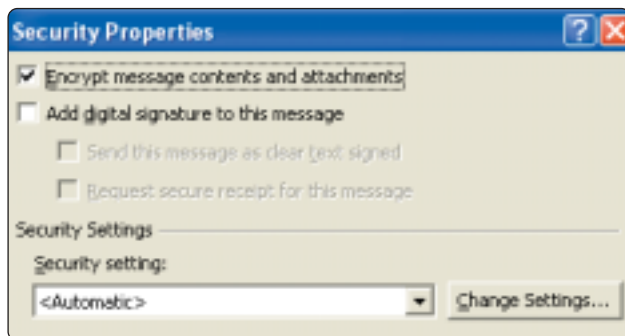 Security Properties
Encrypt message contents and attachments
Add digital signature to this message
Send this message as clear text signed
Request secure receipt for this message
Security Settings
Security setting:
<Automatic>
Change Settings...